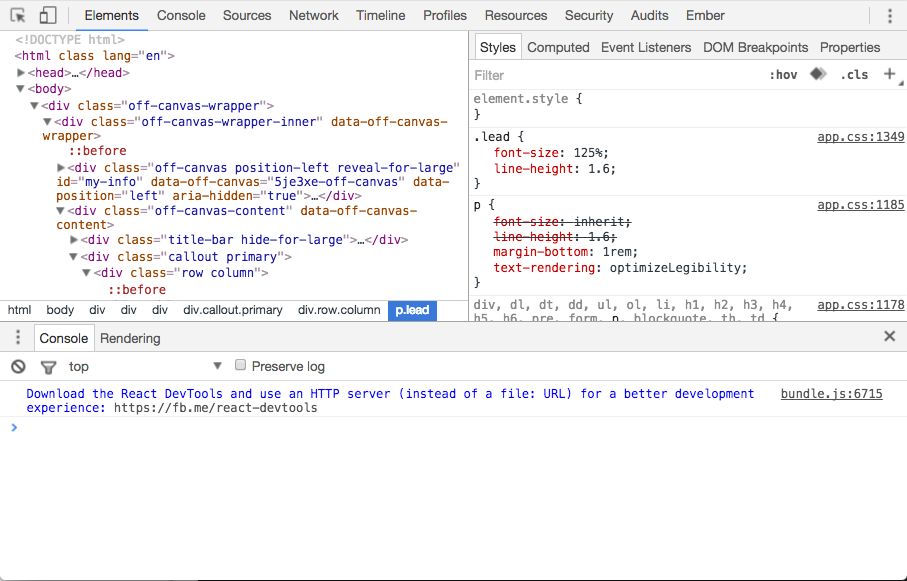 Elements Console Sources Network Timeline Profiles Resources Security Audits Ember
<!DOCTYPE html>
<html class lang="en">
<head>…</head>
<body>
<div class="off-canvas-wrapper">
<div class="off-canvas-wrapper-inner" data-off-canvas-
wrapper>
::before
<div class="off-canvas position-left reveal-for-large"
id="my-info" data-off-canvas="5je3xe-off-canvas" data-
position="left" aria-hidden="true">…</div>
<div class="off-canvas-content" data-off-canvas-
content>
<div class="title-bar hide-for-large">…</div>
<div class="callout primary">
<div class="row column">
::before
html body div div div div.callout.primary div.row.column p.lead
Styles Computed Event Listeners DOM Breakpoints Properties
Filter :hov .cls +
element.style {
}
.lead { app.css:1349
font-size: 125%;
line-height: 1.6;
}
p { app.css:1185
font-size: inherit;
line-height: 1.6;
margin-bottom: 1rem;
text-rendering: optimizeLegibility;
}
div, dl, dt, dd, ul, ol, li, h1, h2, h3, h4, app.css:1178
h5, h6, pre, form, p, blockquote, th, td {
Console Rendering
top Preserve log
Download the React DevTools and use an HTTP server (instead of a file: URL) for a better development bundle.js:6715
experience: https://fb.me/react-devtools